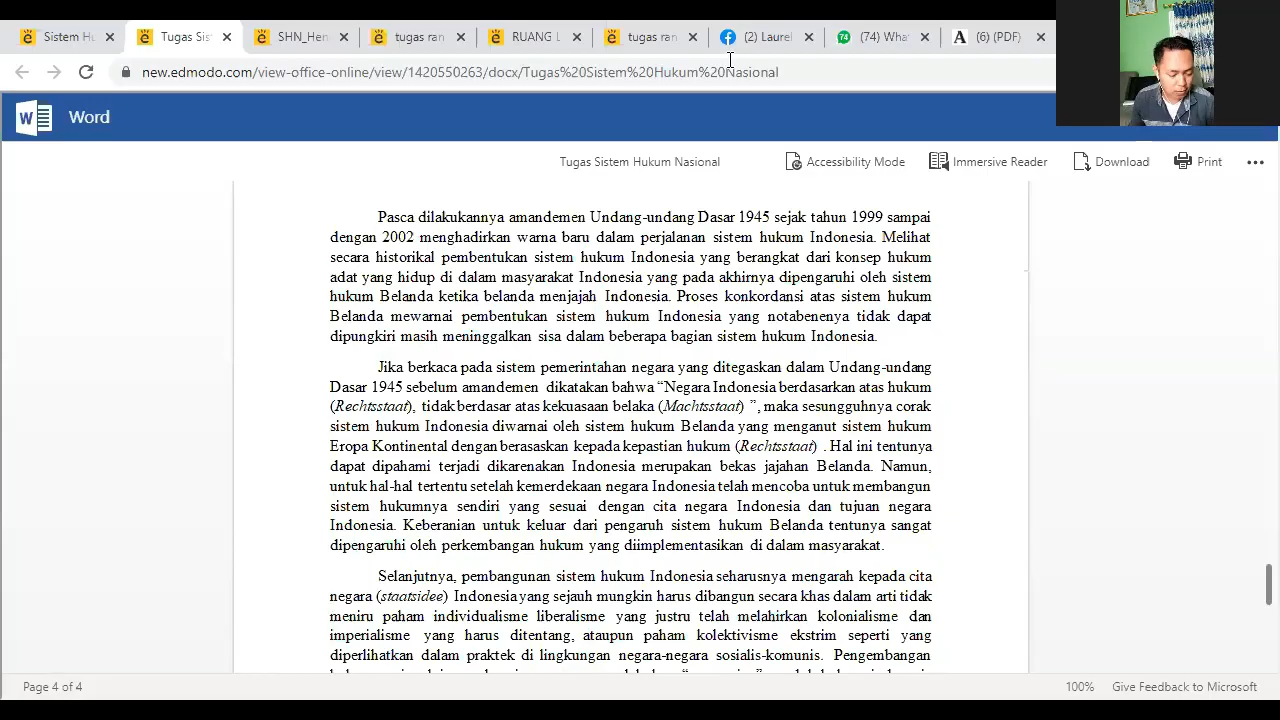 Sistem Hu
Tugas Sis
SHN_Hen
tugas ran
RUANG L
tugas ran
(2) Laurel
(74) Wha
(6) (PDF)
new.edmodo.com/view-office-online/view/1420550263/docx/Tugas%20Sistem%20Hukum%20Nasional
Word
Tugas Sistem Hukum Nasional
Accessibility Mode
Immersive Reader
Download
Print
Pasca dilakukannya amandemen Undang-undang Dasar 1945 sejak tahun 1999 sampai
dengan 2002 menghadirkan warna baru dalam perjalanan sistem hukum Indonesia. Melihat
secara historikal pembentukan sistem hukum Indonesia yang berangkat dari konsep hukum
adat yang hidup di dalam masyarakat Indonesia yang pada akhirnya dipengaruhi oleh sistem
hukum Belanda ketika belanda menjajah Indonesia. Proses konkordansi atas sistem hukum
Belanda mewarnai pembentukan sistem hukum Indonesia yang notabenenya tidak dapat
dipungkiri masih meninggalkan sisa dalam beberapa bagian sistem hukum Indonesia.
Jika berkaca pada sistem pemerintahan negara yang ditegaskan dalam Undang-undang
Dasar 1945 sebelum amandemen dikatakan bahwa “Negara Indonesia berdasarkan atas hukum
(Rechtsstaat), tidak berdasar atas kekuasaan belaka (Machtsstaat) ”, maka sesungguhnya corak
sistem hukum Indonesia diwarnai oleh sistem hukum Belanda yang menganut sistem hukum
Eropa Kontinental dengan berasaskan kepada kepastian hukum (Rechtsstaat) . Hal ini tentunya
dapat dipahami terjadi dikarenakan Indonesia merupakan bekas jajahan Belanda. Namun,
untuk hal-hal tertentu setelah kemerdekaan negara Indonesia telah mencoba untuk membangun
sistem hukumnya sendiri yang sesuai dengan cita negara Indonesia dan tujuan negara
Indonesia. Keberanian untuk keluar dari pengaruh sistem hukum Belanda tentunya sangat
dipengaruhi oleh perkembangan hukum yang diimplementasikan di dalam masyarakat.
Selanjutnya, pembangunan sistem hukum Indonesia seharusnya mengarah kepada cita
negara (staatsidee) Indonesia yang sejauh mungkin harus dibangun secara khas dalam arti tidak
meniru paham individualisme liberalisme yang justru telah melahirkan kolonialisme dan
imperialisme yang harus ditentang, ataupun paham kolektivisme ekstrim seperti yang
diperlihatkan dalam praktek di lingkungan negara-negara sosialis-komunis. Pengembangan
Page 4 of 4
100%
Give Feedback to Microsoft